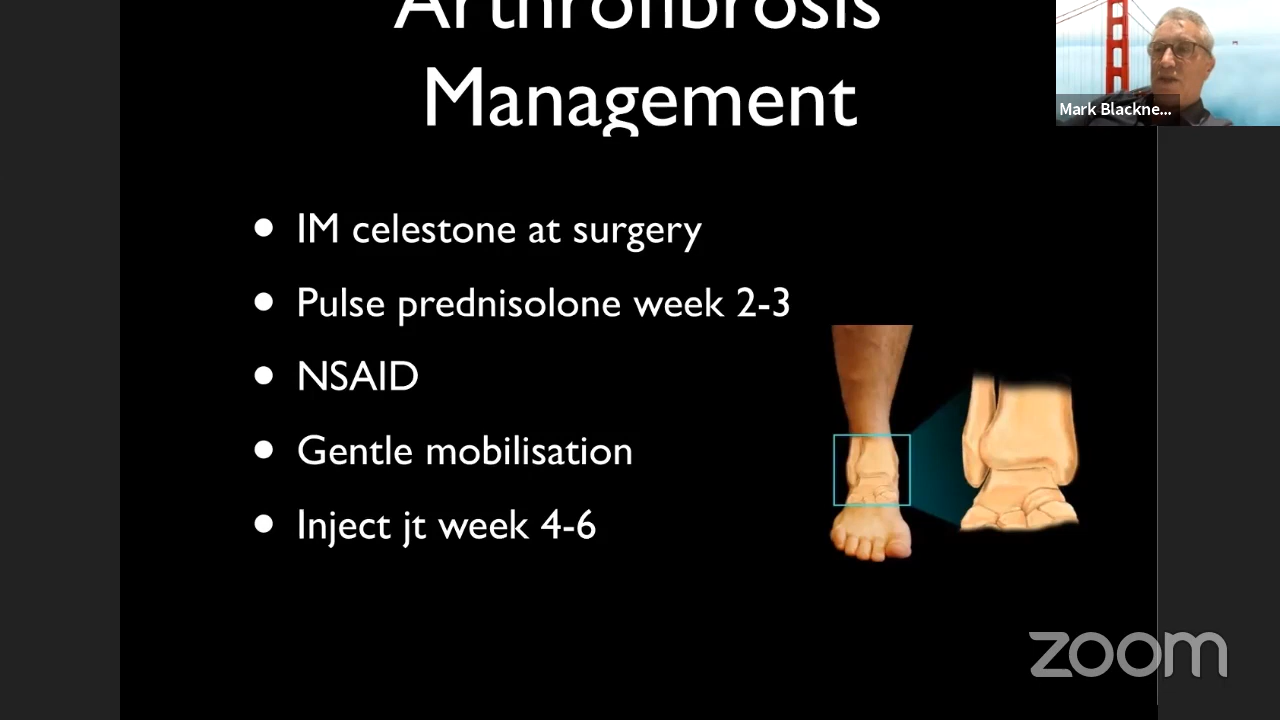 Arthrofibrosis
Management
Mark Blackne...
• IM celestone at surgery
• Pulse prednisolone week 2-3
• NSAID
• Gentle mobilisation
• Inject jt week 4-6
zoom